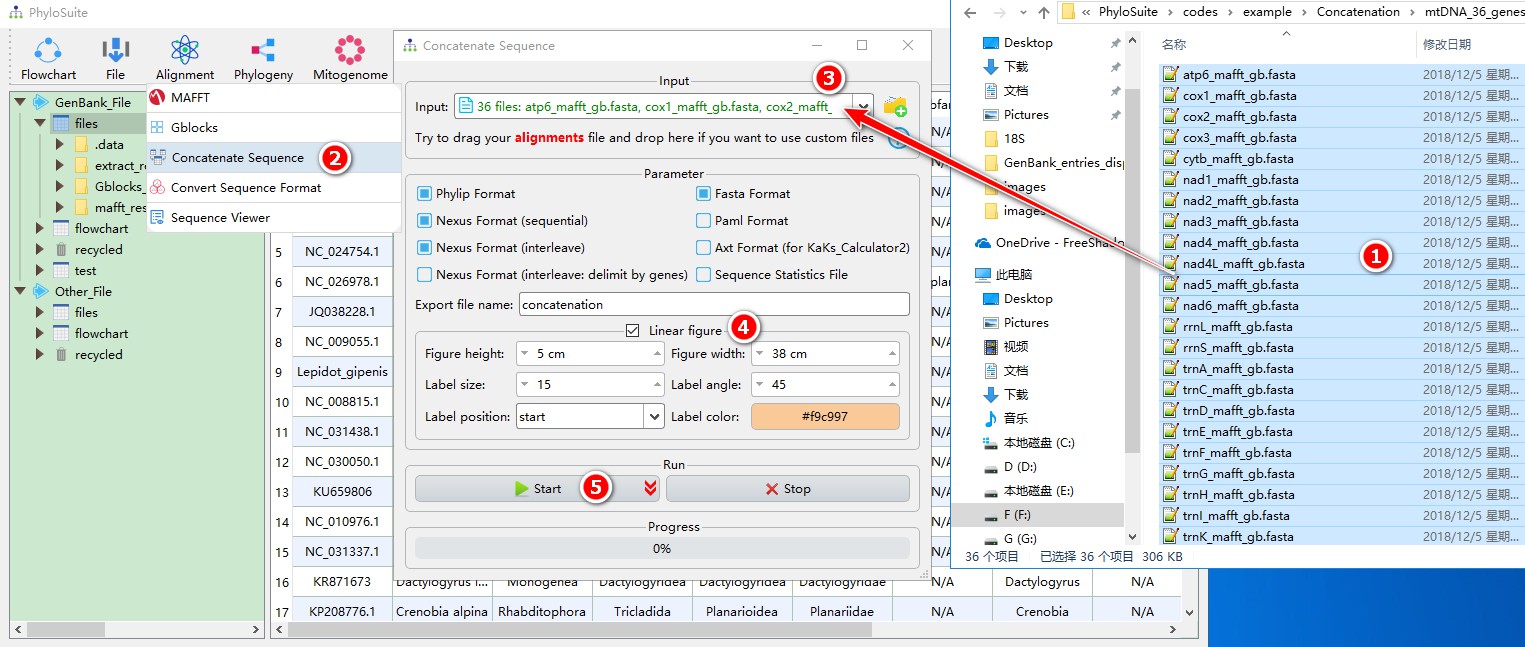 PhyloSuite
Flowchart
File
Alignment
Phylogeny
Mitogenome
GenBank_File
files
.data
extract_re
Gblocks_
mafft_res
flowchart
recycled
test
Other_File
files
flowchart
recycled
MAFFT
Gblocks
Concatenate Sequence
2
Convert Sequence Format
Sequence Viewer
5 NC_024754.1
6 NC_026978.1
7 JQ038228.1
8 NC_009055.1
9 Lepidot_gipenis
10 NC_008815.1
11 NC_031438.1
12 NC_030050.1
13 KU659806
14 NC_010976.1
15 NC_031337.1
16 KR871673 Dactylogyrus l... Monogenea Dactylogyridea Dactylogyridea Dactylogyridae N/A Dactylogyrus N/A
17 KP208776.1 Crenobia alpina Rhabditophora Tricladida Planarioidea Planariidae N/A Crenobia N/A
Concatenate Sequence
Input
3
Input: 36 files: atp6_mafft_gb.fasta, cox1_mafft_gb.fasta, cox2_mafft_
Try to drag your alignments file and drop here if you want to use custom files
Parameter
Phylip Format
Fasta Format
Nexus Format (sequential)
Paml Format
Nexus Format (interleave)
Axt Format (for KaKs_Calculator2)
Nexus Format (interleave: delimit by genes)
Sequence Statistics File
Export file name: concatenation
Linear figure
4
Figure height: 5 cm
Figure width: 38 cm
Label size: 15
Label angle: 45
Label position: start
Label color: #f9c997
Run
Start
5
Stop
Progress
0%
« PhyloSuite › codes › example › Concatenation › mtDNA_36_genes
Desktop
下载
文档
Pictures
18S
GenBank_entries_disp
images
images
OneDrive - FreeShado
此电脑
Desktop
Pictures
视频
文档
下载
音乐
本地磁盘 (C:)
D (D:)
本地磁盘 (E:)
F (F:)
G (G:)
名称 修改日期
atp6_mafft_gb.fasta 2018/12/5 星期...
cox1_mafft_gb.fasta 2018/12/5 星期...
cox2_mafft_gb.fasta 2018/12/5 星期...
cox3_mafft_gb.fasta 2018/12/5 星期...
cytb_mafft_gb.fasta 2018/12/5 星期...
nad1_mafft_gb.fasta 2018/12/5 星期...
nad2_mafft_gb.fasta 2018/12/5 星期...
nad3_mafft_gb.fasta 2018/12/5 星期...
nad4_mafft_gb.fasta 2018/12/5 星期...
nad4L_mafft_gb.fasta 2018/12/5 星期...
1
nad5_mafft_gb.fasta 2018/12/5 星期...
nad6_mafft_gb.fasta 2018/12/5 星期...
rrnL_mafft_gb.fasta 2018/12/5 星期...
rrnS_mafft_gb.fasta 2018/12/5 星期...
trnA_mafft_gb.fasta 2018/12/5 星期...
trnC_mafft_gb.fasta 2018/12/5 星期...
trnD_mafft_gb.fasta 2018/12/5 星期...
trnE_mafft_gb.fasta 2018/12/5 星期...
trnF_mafft_gb.fasta 2018/12/5 星期...
trnG_mafft_gb.fasta 2018/12/5 星期...
trnH_mafft_gb.fasta 2018/12/5 星期...
trnI_mafft_gb.fasta 2018/12/5 星期...
trnK_mafft_gb.fasta 2018/12/5 星期...
36 个项目 已选择 36 个项目 306 KB